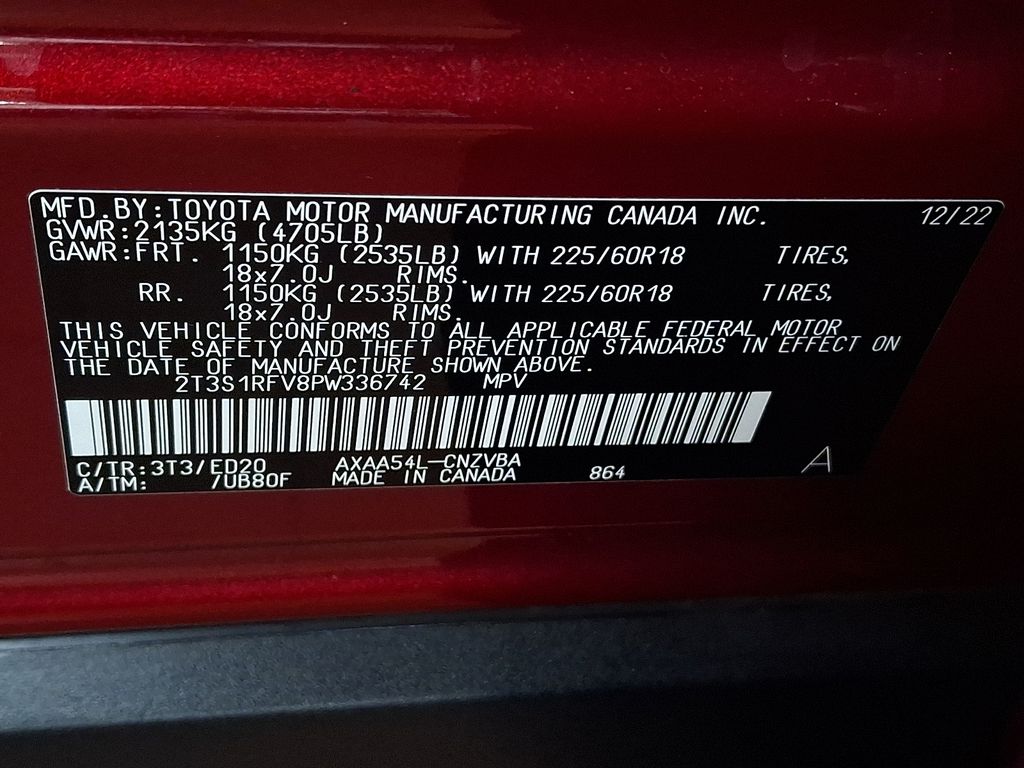 MFD.BY:TOYOTA MOTOR MANUFACTURING CANADA INC. 12/22
GVWR:2135KG (4705LB)
GAWR:FRT. 1150KG (2535LB) WITH 225/60R18 TIRES,
18x7.0J RIMS.
RR. 1150KG (2535LB) WITH 225/60R18 TIRES,
18x7.0J RIMS.
THIS VEHICLE CONFORMS TO ALL APPLICABLE FEDERAL MOTOR
VEHICLE SAFETY AND THEFT PREVENTION STANDARDS IN EFFECT ON
THE DATE OF MANUFACTURE SHOWN ABOVE.
2T3S1RFV8PW336742 MPV
C/TR:3T3/ED20 AXAA54L-CNZVBA
A/TM: /UB80F MADE IN CANADA 864 A